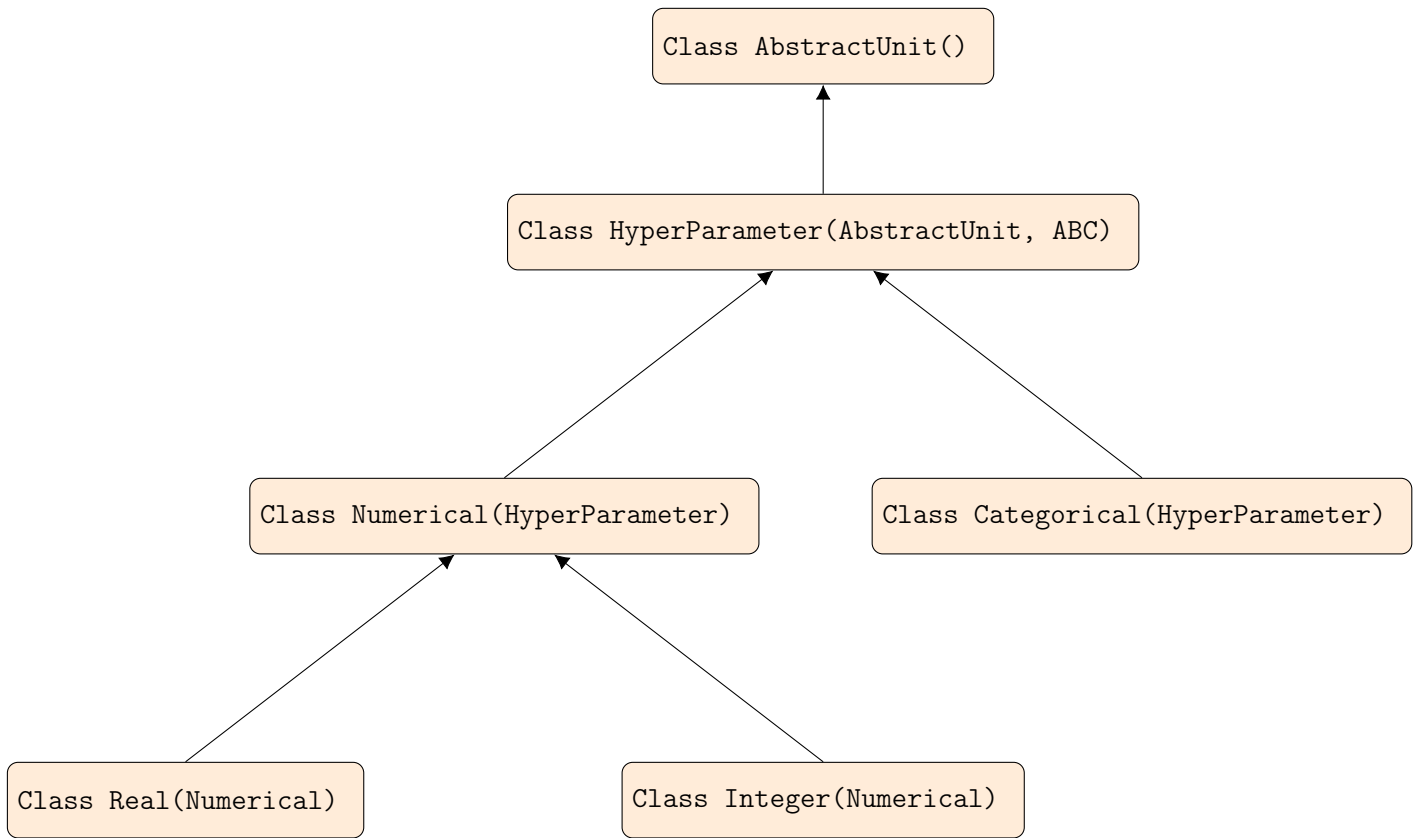 Class AbstractUnit()
Class HyperParameter(AbstractUnit, ABC)
Class Numerical(HyperParameter)
Class Categorical(HyperParameter)
Class Real(Numerical)
Class Integer(Numerical)